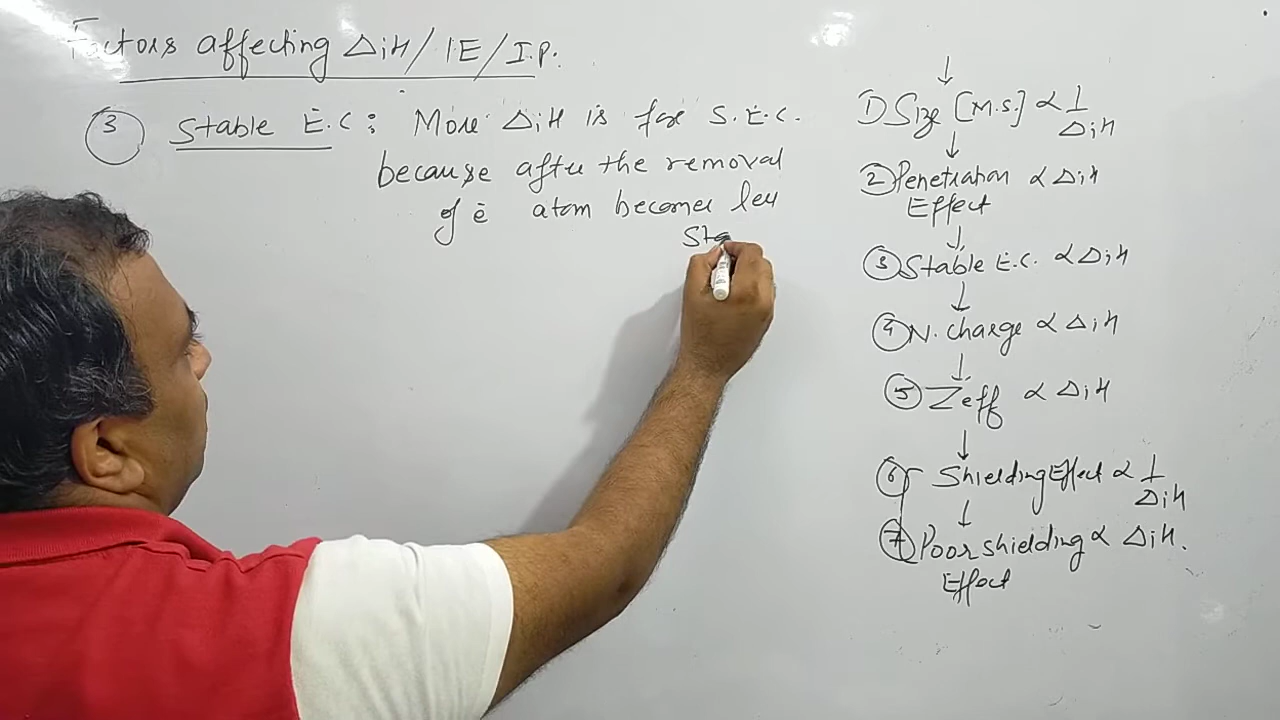 Factors affecting ΔiH/IE/I.P.
③ Stable E.C: More ΔiH is for S.E.C.
because after the removal
of ē atom becomes less
Sta
↓
① Size [M.S.] ∝ 1/ΔiH
↓
② Penetration ∝ ΔiH
Effect
↓
③ Stable E.C. ∝ ΔiH
↓
④ N. charge ∝ ΔiH
↓
⑤ Zeff ∝ ΔiH
↓
⑥ Shielding Effect ∝ 1/ΔiH
↓
⑦ Poor shielding ∝ ΔiH.
Effect